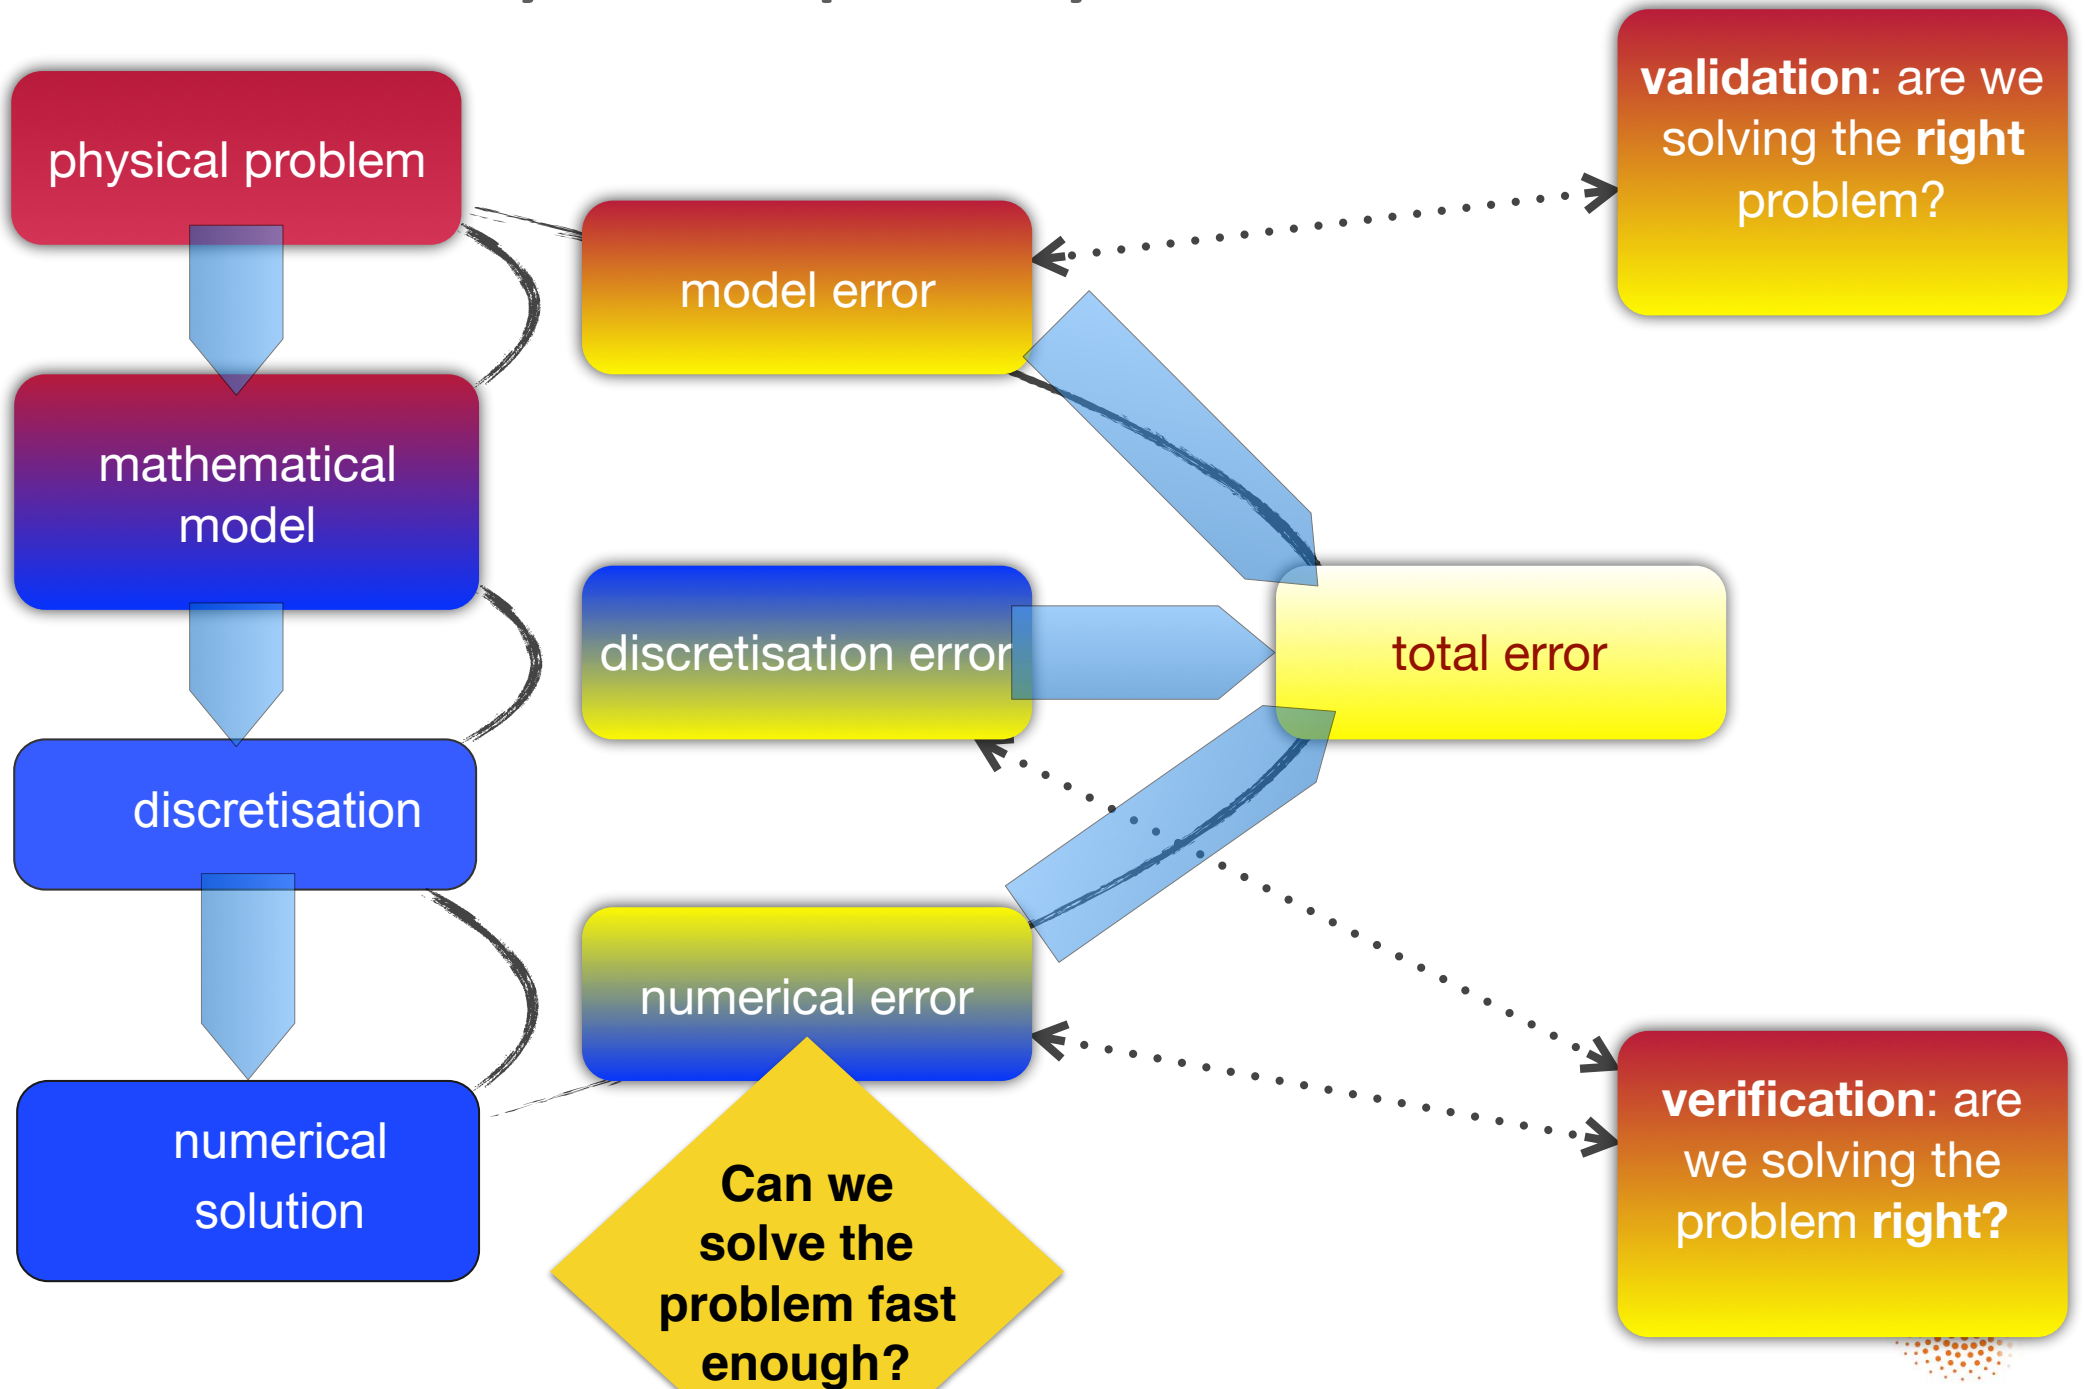 physical problem
mathematical
model
discretisation
numerical
solution
model error
discretisation error
numerical error
Can we
solve the
problem fast
enough?
total error
validation: are we
solving the right
problem?
verification: are
we solving the
problem right?